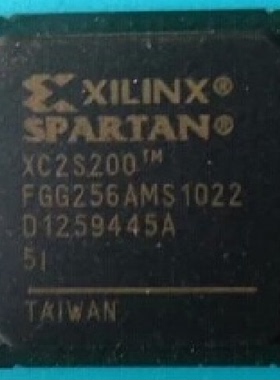 XILINX®
SPARTAN®
XC2S200™
FGG256AMS1022
D1259445A
5I
TAIWAN